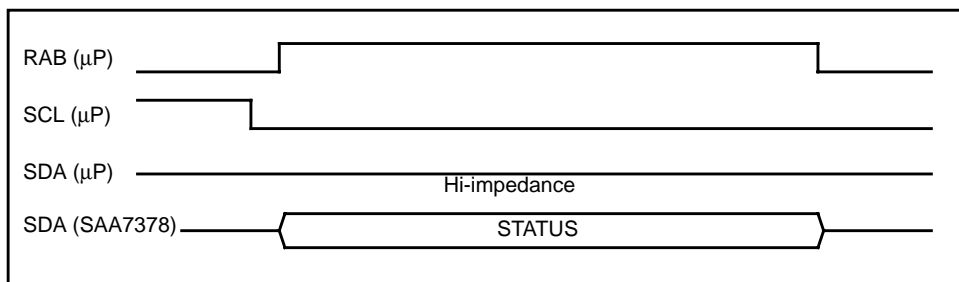 RAB (μP)
SCL (μP)
SDA (μP)
Hi-impedance
SDA (SAA7378)
STATUS